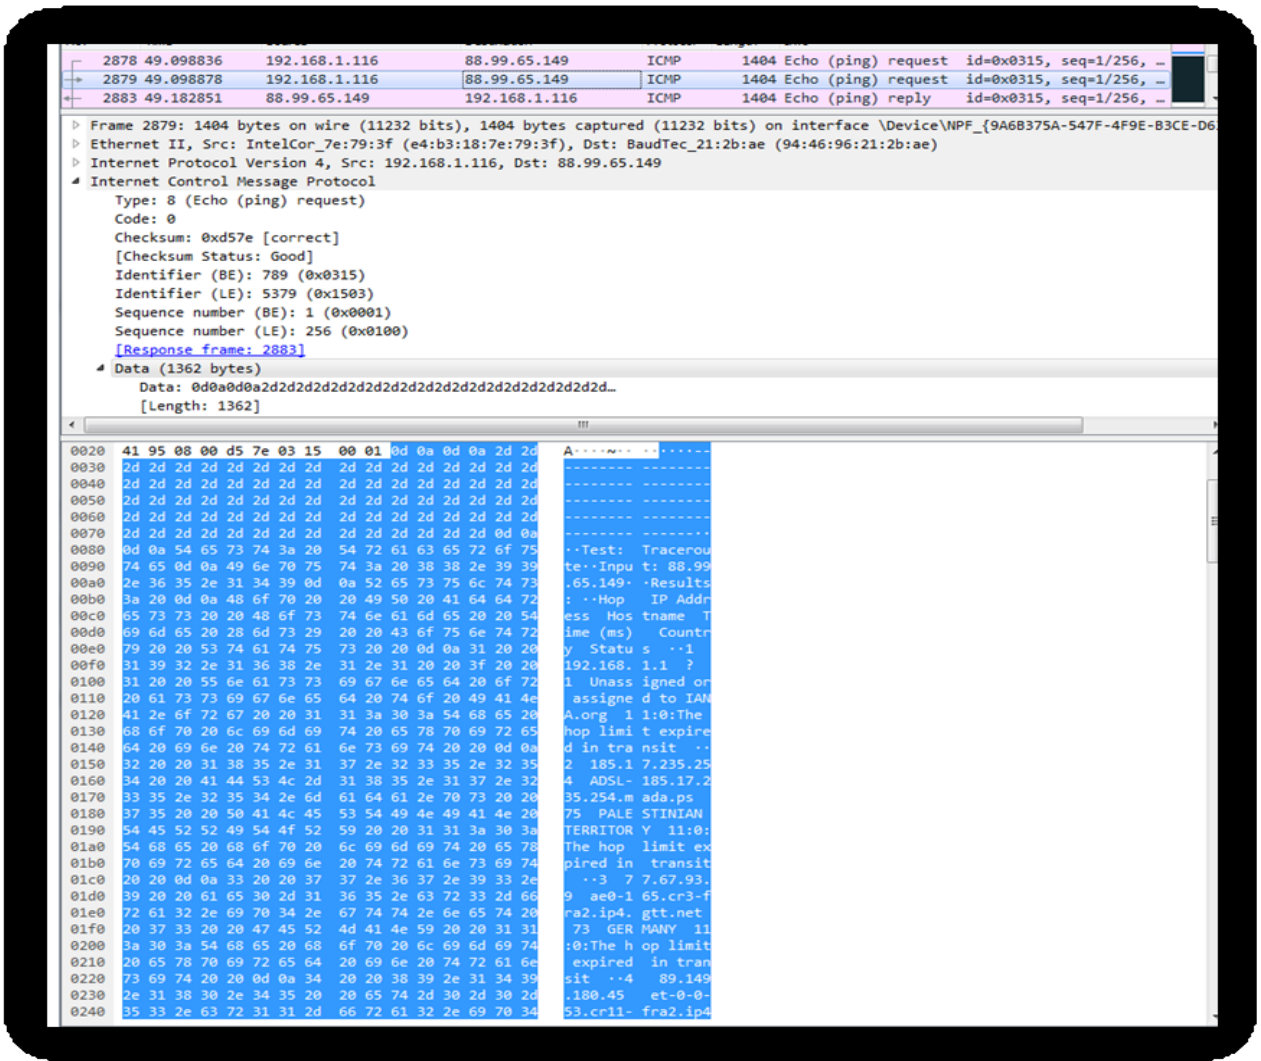 2878 49.098836 192.168.1.116 88.99.65.149 ICMP 1404 Echo (ping) request id=0x0315, seq=1/256, …
2879 49.098878 192.168.1.116 88.99.65.149 ICMP 1404 Echo (ping) request id=0x0315, seq=1/256, …
2883 49.182851 88.99.65.149 192.168.1.116 ICMP 1404 Echo (ping) reply id=0x0315, seq=1/256, …
Frame 2879: 1404 bytes on wire (11232 bits), 1404 bytes captured (11232 bits) on interface \Device\NPF_{9A6B375A-547F-4F9E-B3CE-D6
Ethernet II, Src: IntelCor_7e:79:3f (e4:b3:18:7e:79:3f), Dst: BaudTec_21:2b:ae (94:46:96:21:2b:ae)
Internet Protocol Version 4, Src: 192.168.1.116, Dst: 88.99.65.149
Internet Control Message Protocol
Type: 8 (Echo (ping) request)
Code: 0
Checksum: 0xd57e [correct]
[Checksum Status: Good]
Identifier (BE): 789 (0x0315)
Identifier (LE): 5379 (0x1503)
Sequence number (BE): 1 (0x0001)
Sequence number (LE): 256 (0x0100)
[Response frame: 2883]
Data (1362 bytes)
Data: 0d0a0d0a2d2d2d2d2d2d2d2d2d2d2d2d2d2d2d2d2d2d2d2d…
[Length: 1362]
0020 41 95 08 00 d5 7e 03 15 00 01 0d 0a 0d 0a 2d 2d A····~·· ······--
0030 2d 2d 2d 2d 2d 2d 2d 2d 2d 2d 2d 2d 2d 2d 2d 2d -------- --------
0040 2d 2d 2d 2d 2d 2d 2d 2d 2d 2d 2d 2d 2d 2d 2d 2d -------- --------
0050 2d 2d 2d 2d 2d 2d 2d 2d 2d 2d 2d 2d 2d 2d 2d 2d -------- --------
0060 2d 2d 2d 2d 2d 2d 2d 2d 2d 2d 2d 2d 2d 2d 2d 2d -------- --------
0070 2d 2d 2d 2d 2d 2d 2d 2d 2d 2d 2d 2d 2d 2d 0d 0a -------- ------··
0080 0d 0a 54 65 73 74 3a 20 54 72 61 63 65 72 6f 75 ··Test: Tracerou
0090 74 65 0d 0a 49 6e 70 75 74 3a 20 38 38 2e 39 39 te··Inpu t: 88.99
00a0 2e 36 35 2e 31 34 39 0d 0a 52 65 73 75 6c 74 73 .65.149· ·Results
00b0 3a 20 0d 0a 48 6f 70 20 20 49 50 20 41 64 64 72 : ··Hop IP Addr
00c0 65 73 73 20 20 48 6f 73 74 6e 61 6d 65 20 20 54 ess Hos tname T
00d0 69 6d 65 20 28 6d 73 29 20 20 43 6f 75 6e 74 72 ime (ms) Countr
00e0 79 20 20 53 74 61 74 75 73 20 20 0d 0a 31 20 20 y Statu s ··1
00f0 31 39 32 2e 31 36 38 2e 31 2e 31 20 20 3f 20 20 192.168. 1.1 ?
0100 31 20 20 55 6e 61 73 73 69 67 6e 65 64 20 6f 72 1 Unass igned or
0110 20 61 73 73 69 67 6e 65 64 20 74 6f 20 49 41 4e assigne d to IAN
0120 41 2e 6f 72 67 20 20 31 31 3a 30 3a 54 68 65 20 A.org 1 1:0:The
0130 68 6f 70 20 6c 69 6d 69 74 20 65 78 70 69 72 65 hop limi t expire
0140 64 20 69 6e 20 74 72 61 6e 73 69 74 20 20 0d 0a d in tra nsit ··
0150 32 20 20 31 38 35 2e 31 37 2e 32 33 35 2e 32 35 2 185.1 7.235.25
0160 34 20 20 41 44 53 4c 2d 31 38 35 2e 31 37 2e 32 4 ADSL- 185.17.2
0170 33 35 2e 32 35 34 2e 6d 61 64 61 2e 70 73 20 20 35.254.m ada.ps
0180 37 35 20 20 50 41 4c 45 53 54 49 4e 49 41 4e 20 75 PALE STINIAN
0190 54 45 52 52 49 54 4f 52 59 20 20 31 31 3a 30 3a TERRITOR Y 11:0:
01a0 54 68 65 20 68 6f 70 20 6c 69 6d 69 74 20 65 78 The hop limit ex
01b0 70 69 72 65 64 20 69 6e 20 74 72 61 6e 73 69 74 pired in transit
01c0 20 20 0d 0a 33 20 20 37 37 2e 36 37 2e 39 33 2e ··3 7 7.67.93.
01d0 39 20 20 61 65 30 2d 31 36 35 2e 63 72 33 2d 66 9 ae0-1 65.cr3-f
01e0 72 61 32 2e 69 70 34 2e 67 74 74 2e 6e 65 74 20 ra2.ip4. gtt.net
01f0 20 37 33 20 20 47 45 52 4d 41 4e 59 20 20 31 31 73 GER MANY 11
0200 3a 30 3a 54 68 65 20 68 6f 70 20 6c 69 6d 69 74 :0:The h op limit
0210 20 65 78 70 69 72 65 64 20 69 6e 20 74 72 61 6e expired in tran
0220 73 69 74 20 20 0d 0a 34 20 20 38 39 2e 31 34 39 sit ··4 89.149
0230 2e 31 38 30 2e 34 35 20 20 65 74 2d 30 2d 30 2d .180.45 et-0-0-
0240 35 33 2e 63 72 31 31 2d 66 72 61 32 2e 69 70 34 53.cr11- fra2.ip4